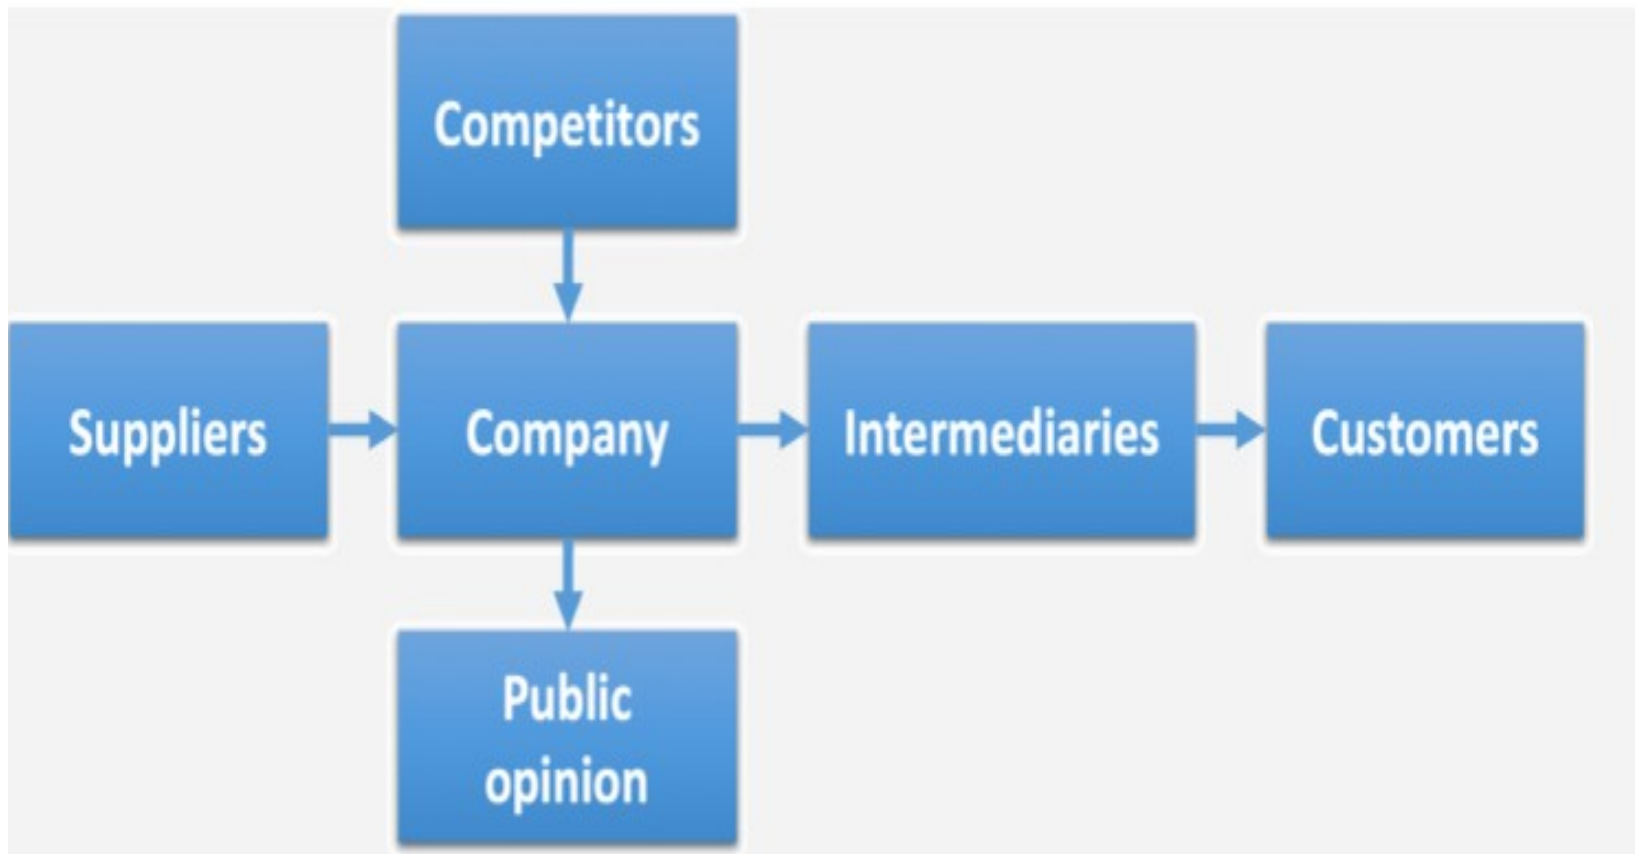 Competitors
Suppliers
Company
Intermediaries
Customers
Public
opinion